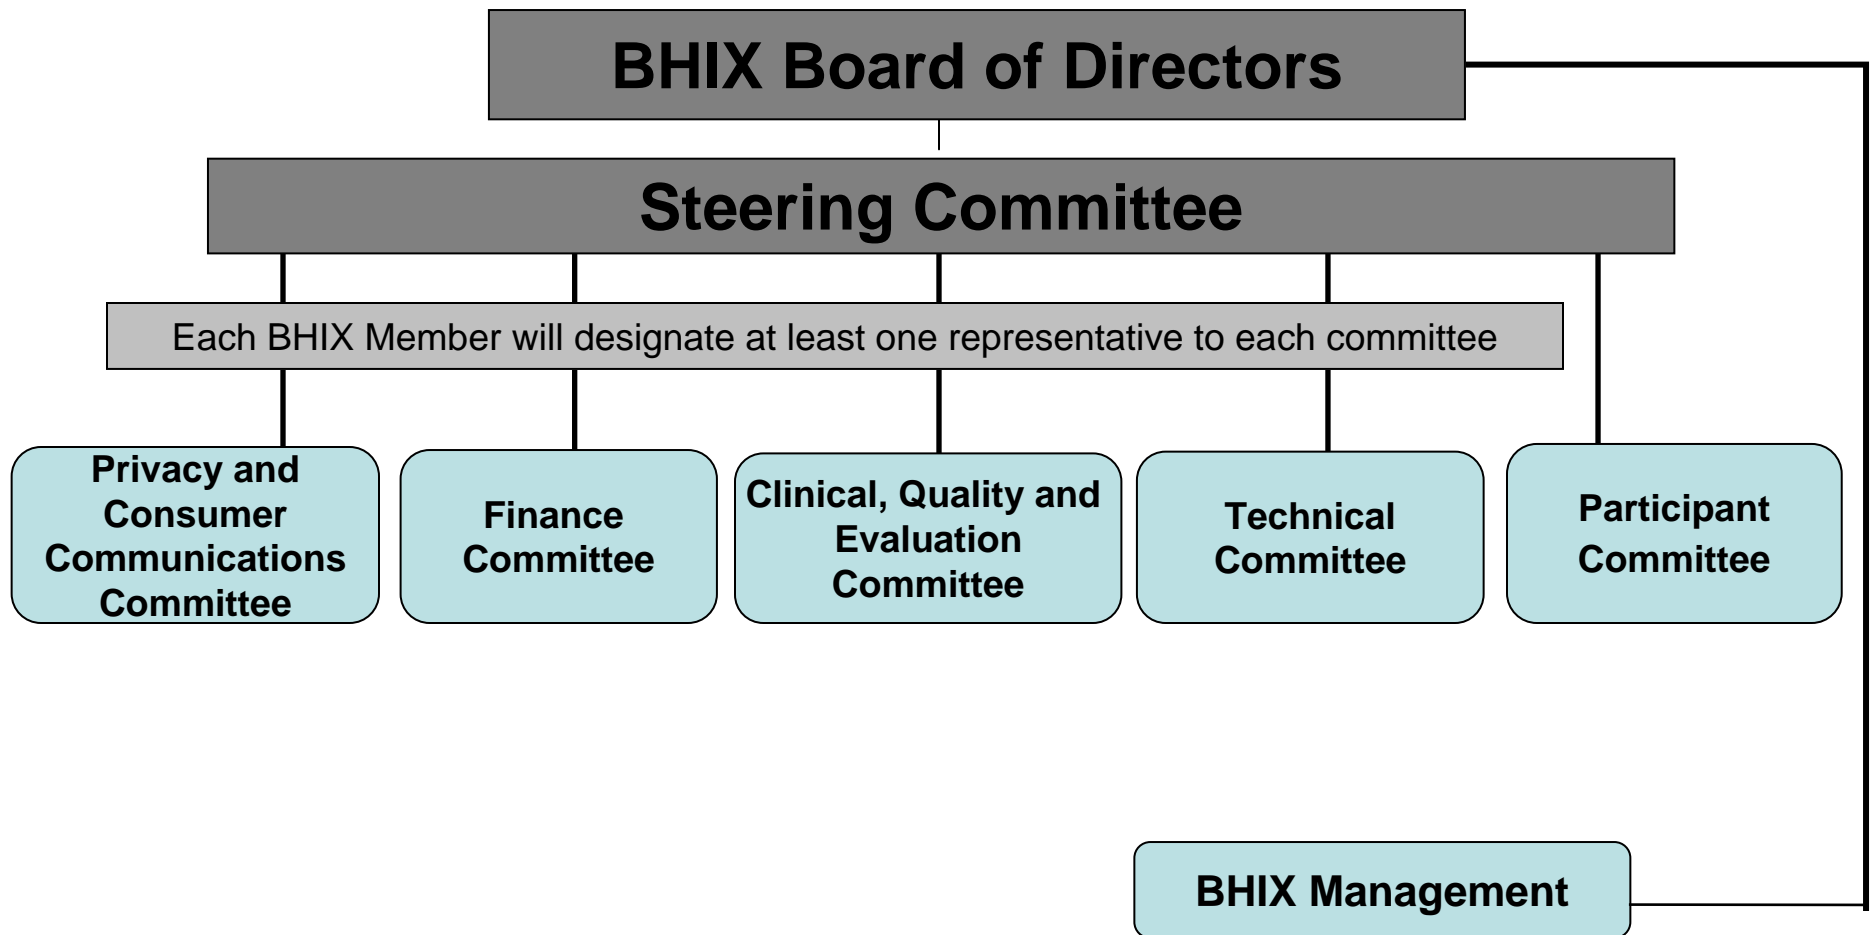 BHIX Board of Directors
Steering Committee
Each BHIX Member will designate at least one representative to each committee
Privacy and
Consumer
Communications
Committee
Finance
Committee
Clinical, Quality and
Evaluation
Committee
Technical
Committee
Participant
Committee
BHIX Management